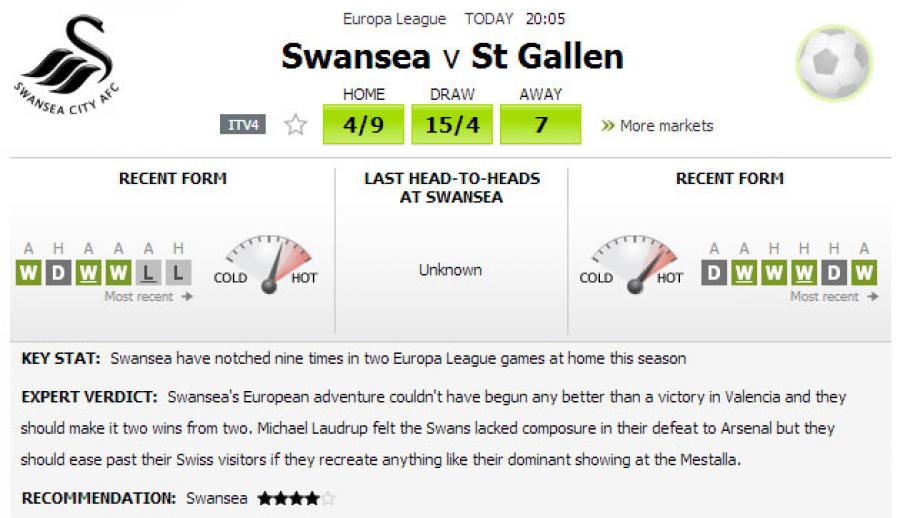 SWANSEA CITY AFC
Europa League TODAY 20:05
Swansea v St Gallen
HOME DRAW AWAY
ITV4 4/9 15/4 7 More markets
RECENT FORM
LAST HEAD-TO-HEADS
AT SWANSEA
RECENT FORM
A H A A A H
W D W W L L
COLD HOT
Most recent
Unknown
COLD HOT
A A H H H A
D W W W D W
Most recent
KEY STAT: Swansea have notched nine times in two Europa League games at home this season
EXPERT VERDICT: Swansea's European adventure couldn't have begun any better than a victory in Valencia and they
should make it two wins from two. Michael Laudrup felt the Swans lacked composure in their defeat to Arsenal but they
should ease past their Swiss visitors if they recreate anything like their dominant showing at the Mestalla.
RECOMMENDATION: Swansea